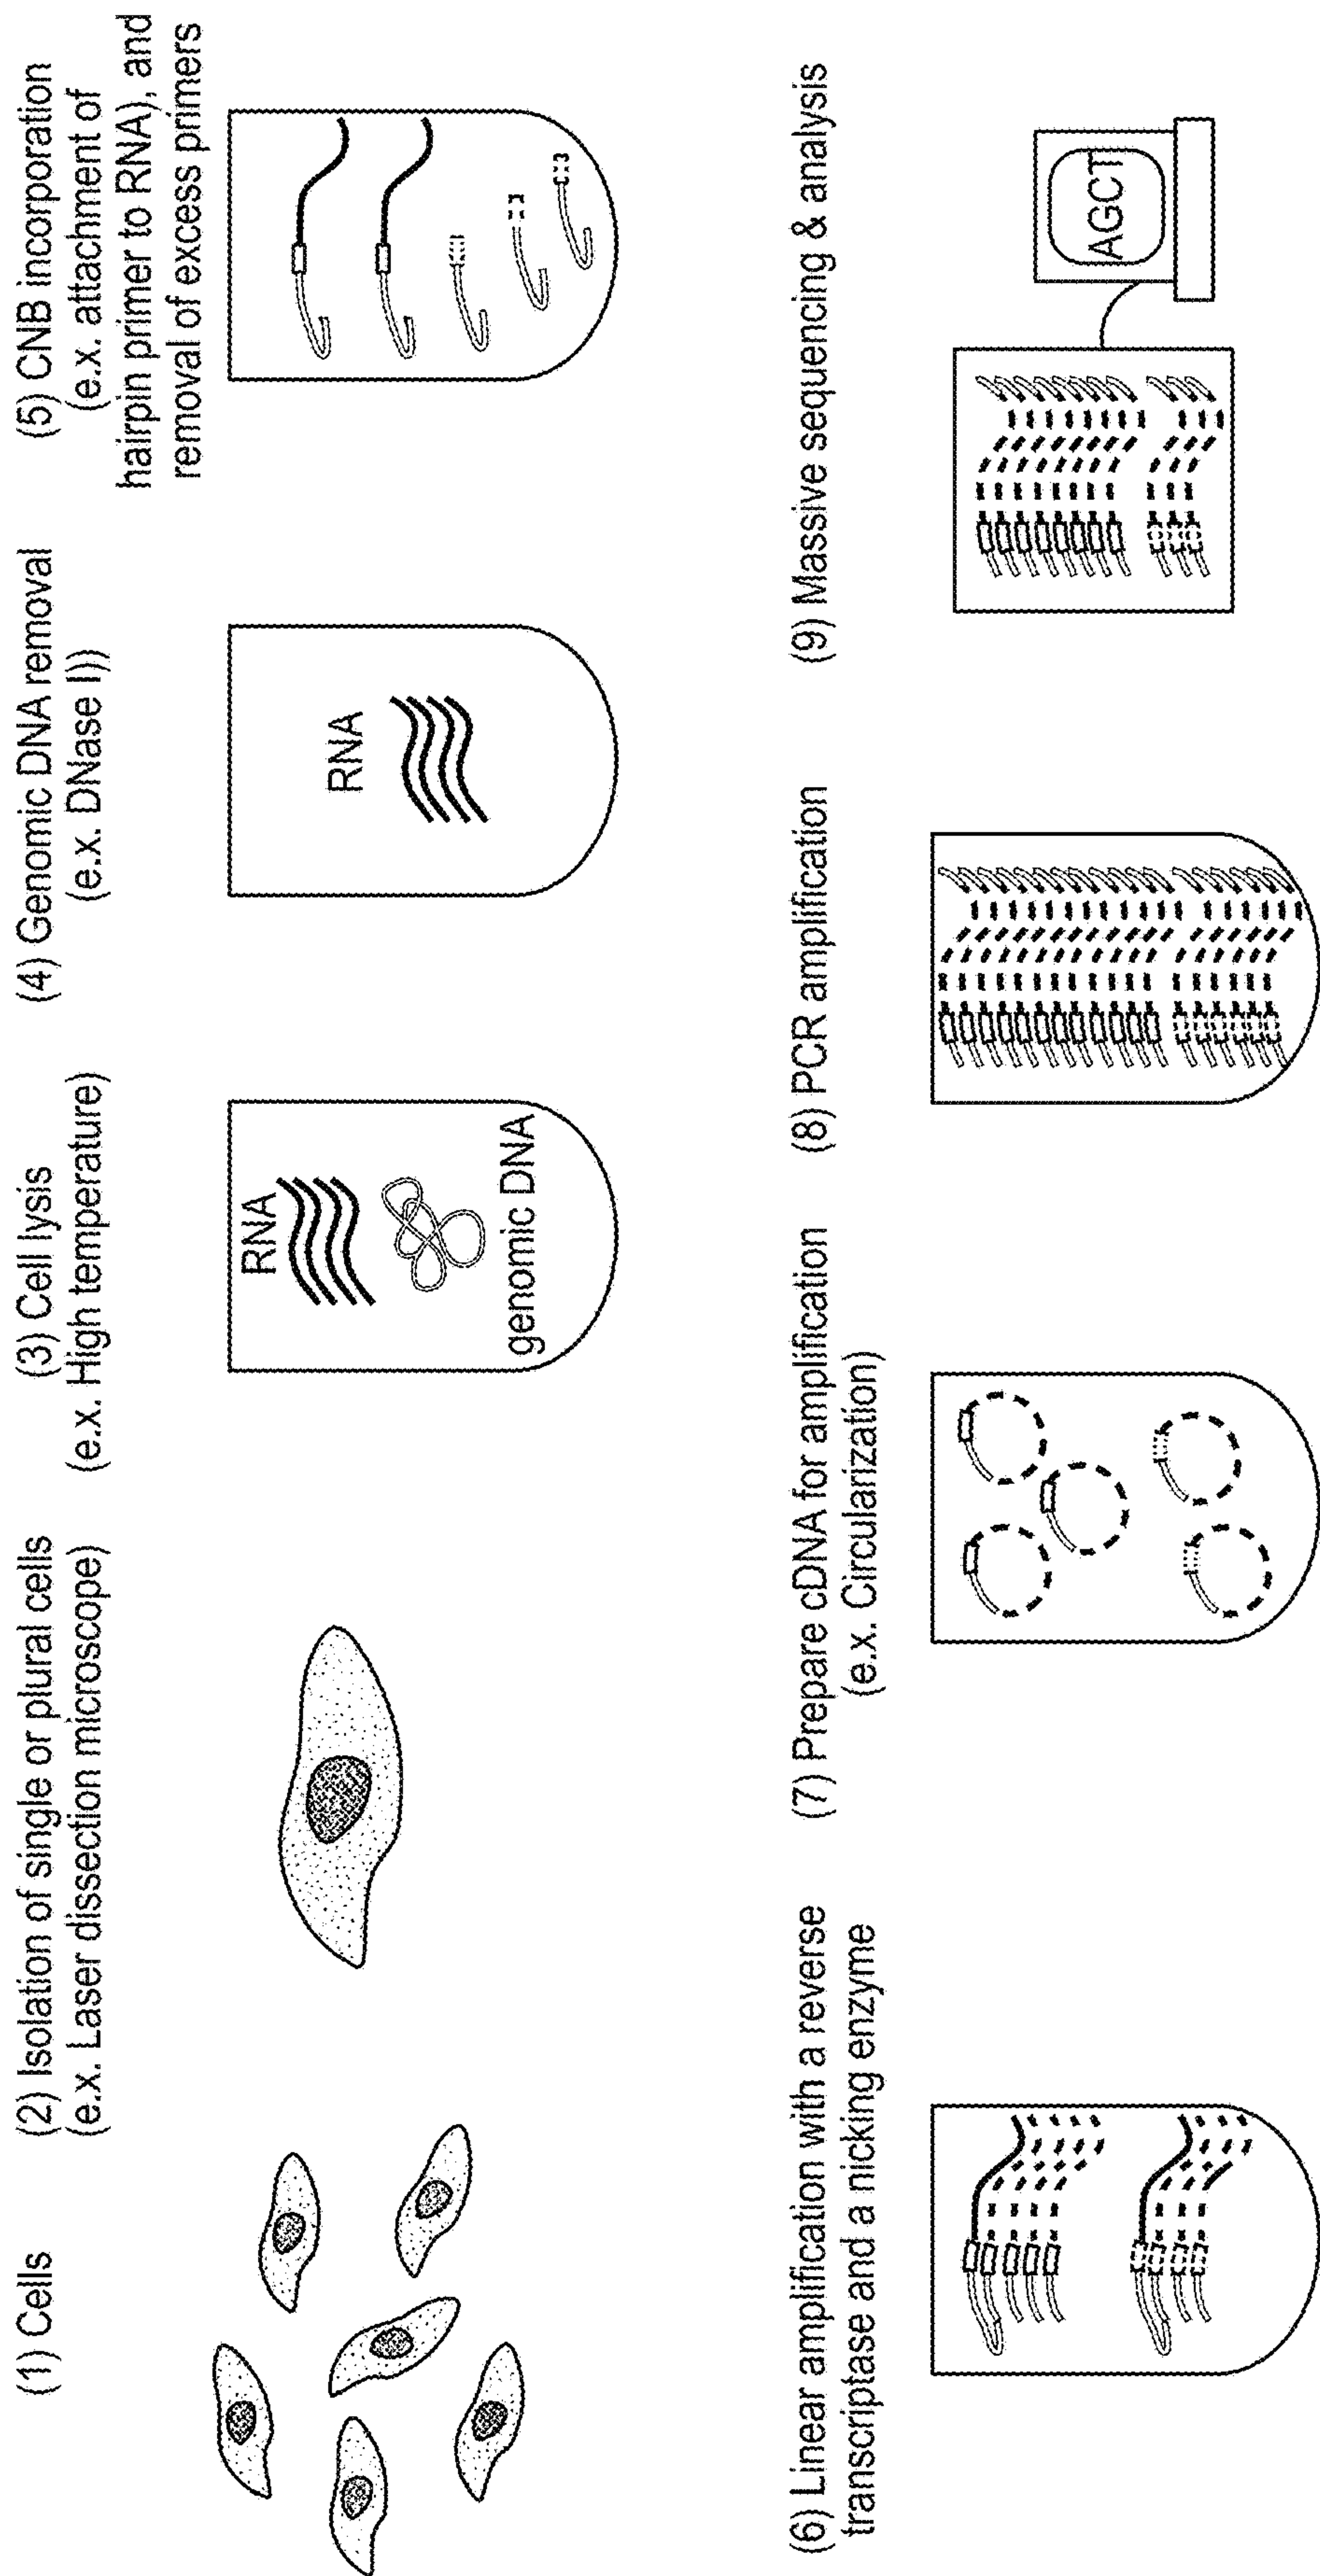 (1) Cells
(2) Isolation of single or plural cells
(e.x. Laser dissection microscope)
(3) Cell lysis
(e.x. High temperature)
RNA
genomic DNA
(4) Genomic DNA removal
(e.x. DNase I))
RNA
(5) CNB incorporation
(e.x. attachment of
hairpin primer to RNA), and
removal of excess primers
(6) Linear amplification with a reverse
transcriptase and a nicking enzyme
(7) Prepare cDNA for amplification
(e.x. Circularization)
(8) PCR amplification
(9) Massive sequencing & analysis
AGCT